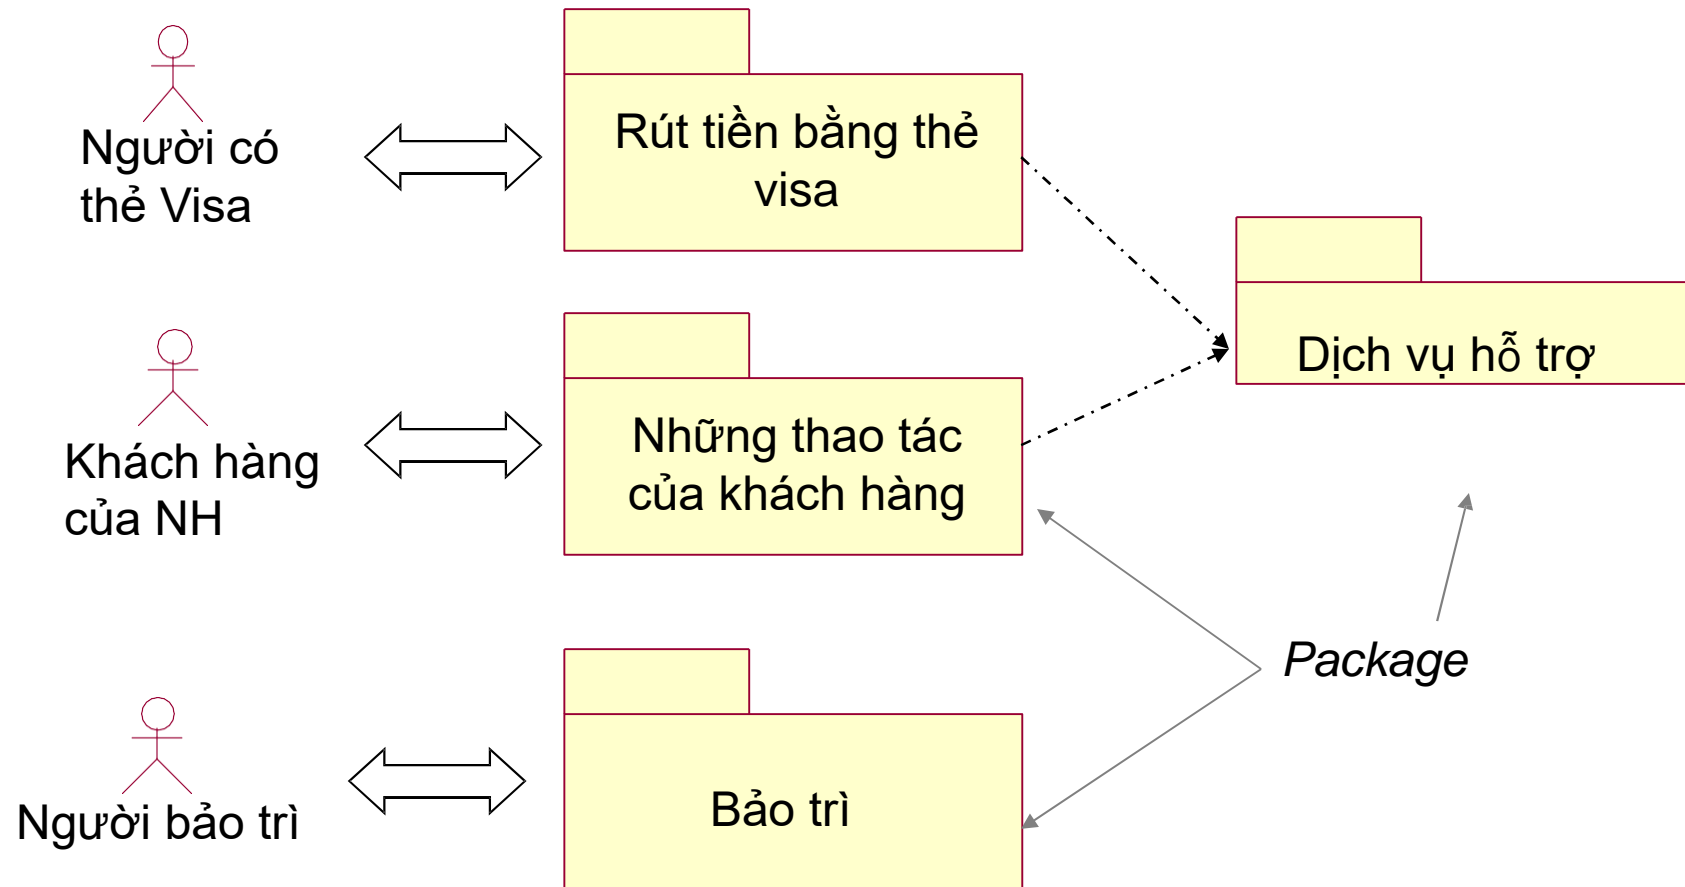 Người có
thẻ Visa
Rút tiền bằng thẻ
visa
Dịch vụ hỗ trợ
Khách hàng
của NH
Những thao tác
của khách hàng
Package
Người bảo trì
Bảo trì